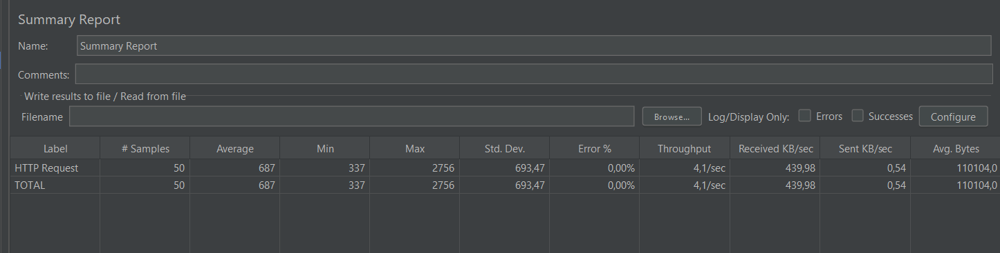 Summary Report
Name: Summary Report
Comments:
Write results to file / Read from file
Filename Browse... Log/Display Only: Errors Successes Configure
Label # Samples Average Min Max Std. Dev. Error % Throughput Received KB/sec Sent KB/sec Avg. Bytes
HTTP Request 50 687 337 2756 693,47 0,00% 4,1/sec 439,98 0,54 110104,0
TOTAL 50 687 337 2756 693,47 0,00% 4,1/sec 439,98 0,54 110104,0